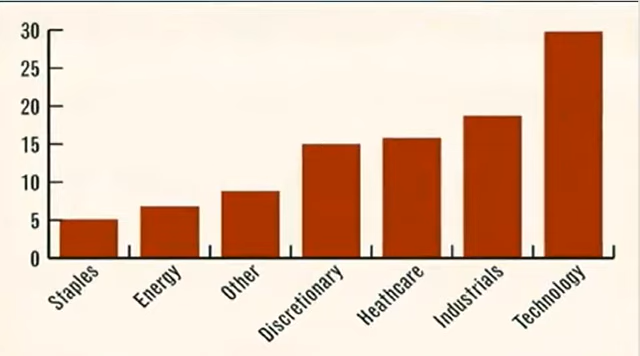 30
25
20
15
10
5
0
Staples
Energy
Other
Discretionary
Heathcare
Industrials
Technology